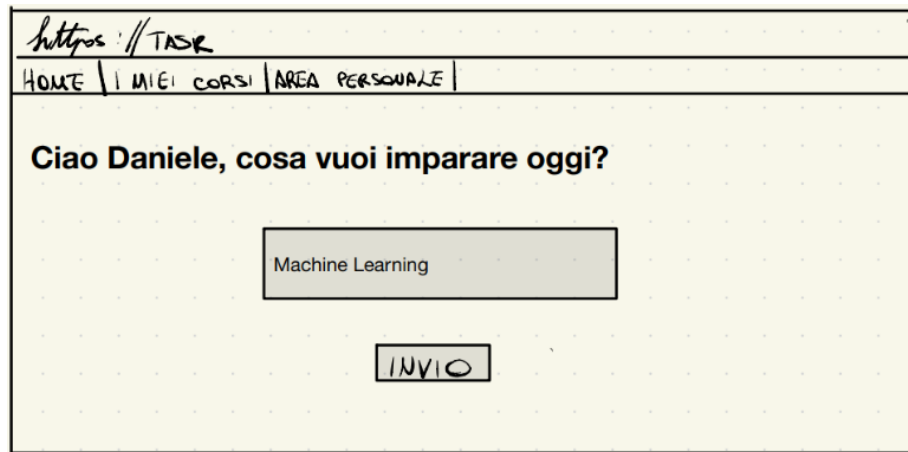 https://TASR
HOME | I MIEI CORSI | AREA PERSONALE |
Ciao Daniele, cosa vuoi imparare oggi?
Machine Learning
INVIO